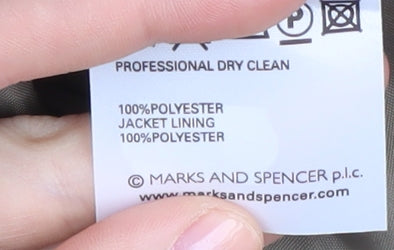 P
PROFESSIONAL DRY CLEAN
100%POLYESTER
JACKET LINING
100%POLYESTER
© MARKS AND SPENCER p.l.c.
www.marksandspencer.com